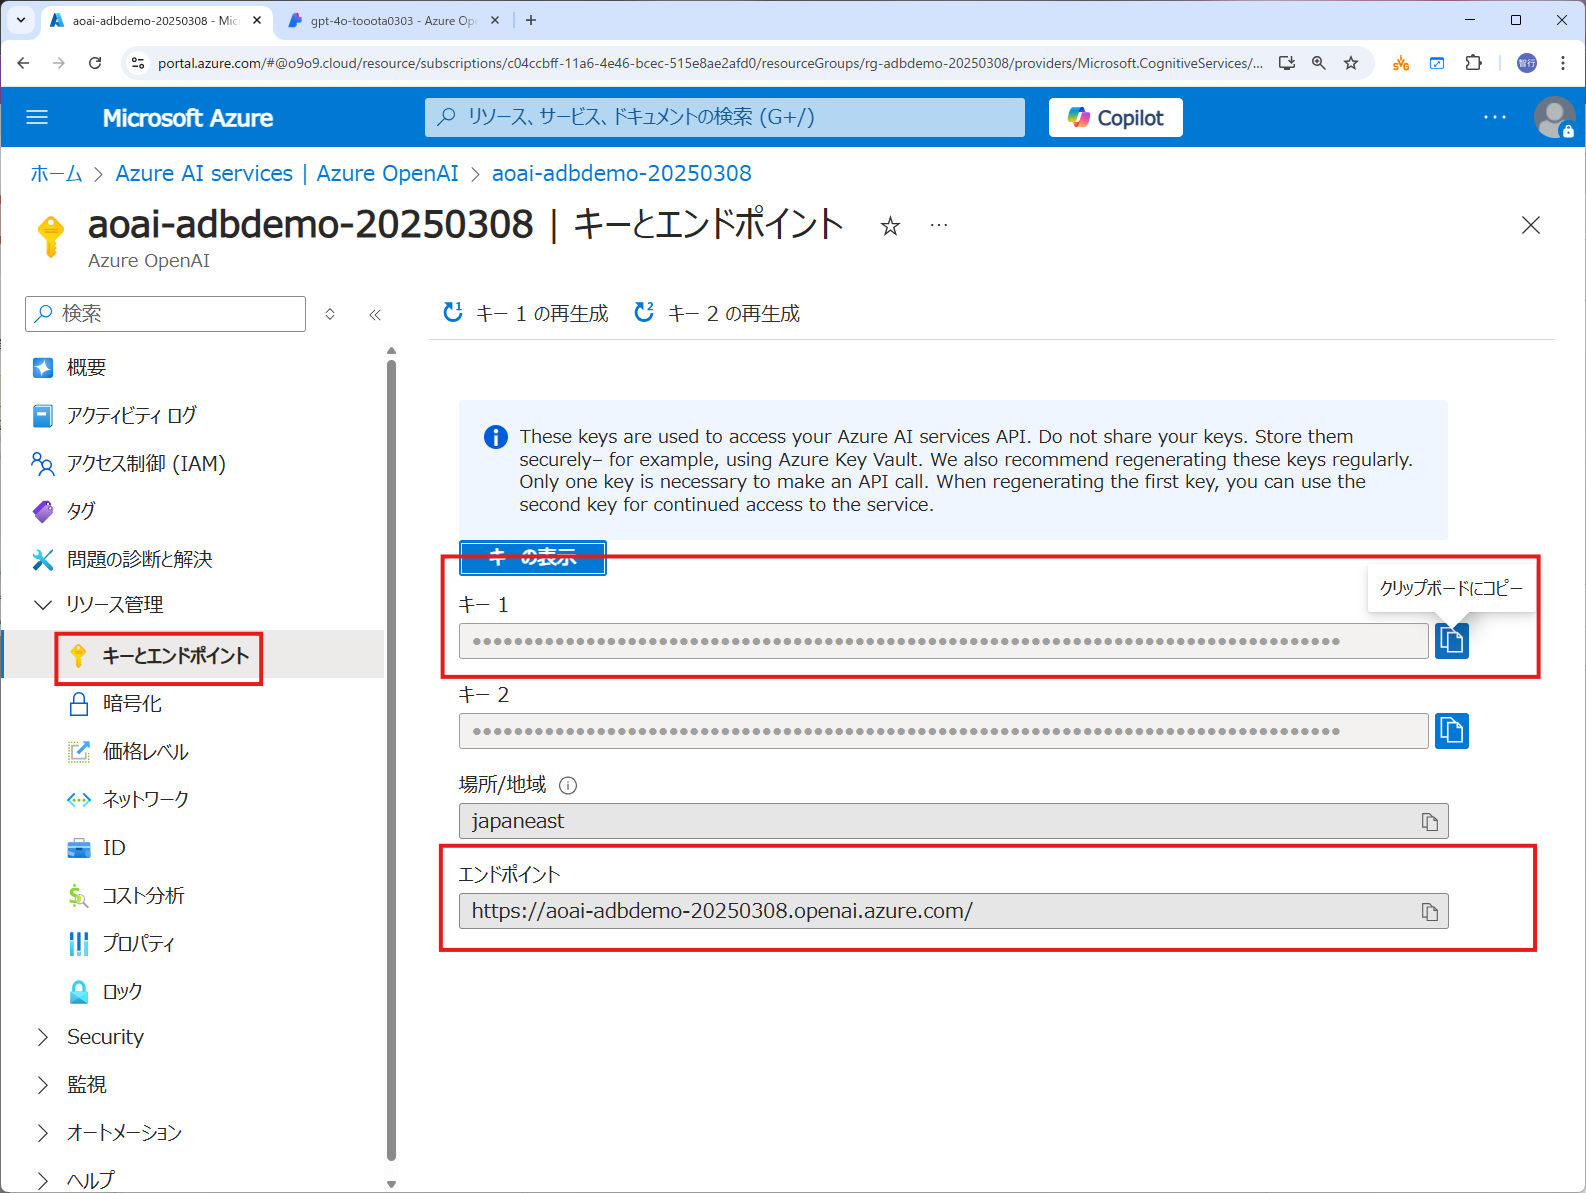 aoai-adbdemo-20250308 - Mic
gpt-4o-tooota0303 - Azure Op
portal.azure.com/#@o9o9.cloud/resource/subscriptions/c04ccbff-11a6-4e46-bcec-515e8ae2afd0/resourceGroups/rg-adbdemo-20250308/providers/Microsoft.CognitiveServices/...
智行
Microsoft Azure
リソース、サービス、ドキュメントの検索 (G+/)
Copilot
ホーム > Azure AI services | Azure OpenAI > aoai-adbdemo-20250308
aoai-adbdemo-20250308 | キーとエンドポイント
Azure OpenAI
検索
キー 1 の再生成
キー 2 の再生成
概要
アクティビティ ログ
アクセス制御 (IAM)
タグ
問題の診断と解決
リソース管理
キーとエンドポイント
暗号化
価格レベル
ネットワーク
ID
コスト分析
プロパティ
ロック
Security
監視
オートメーション
ヘルプ
These keys are used to access your Azure AI services API. Do not share your keys. Store them
securely– for example, using Azure Key Vault. We also recommend regenerating these keys regularly.
Only one key is necessary to make an API call. When regenerating the first key, you can use the
second key for continued access to the service.
キーの表示
クリップボードにコピー
キー 1
キー 2
場所/地域
japaneast
エンドポイント
https://aoai-adbdemo-20250308.openai.azure.com/